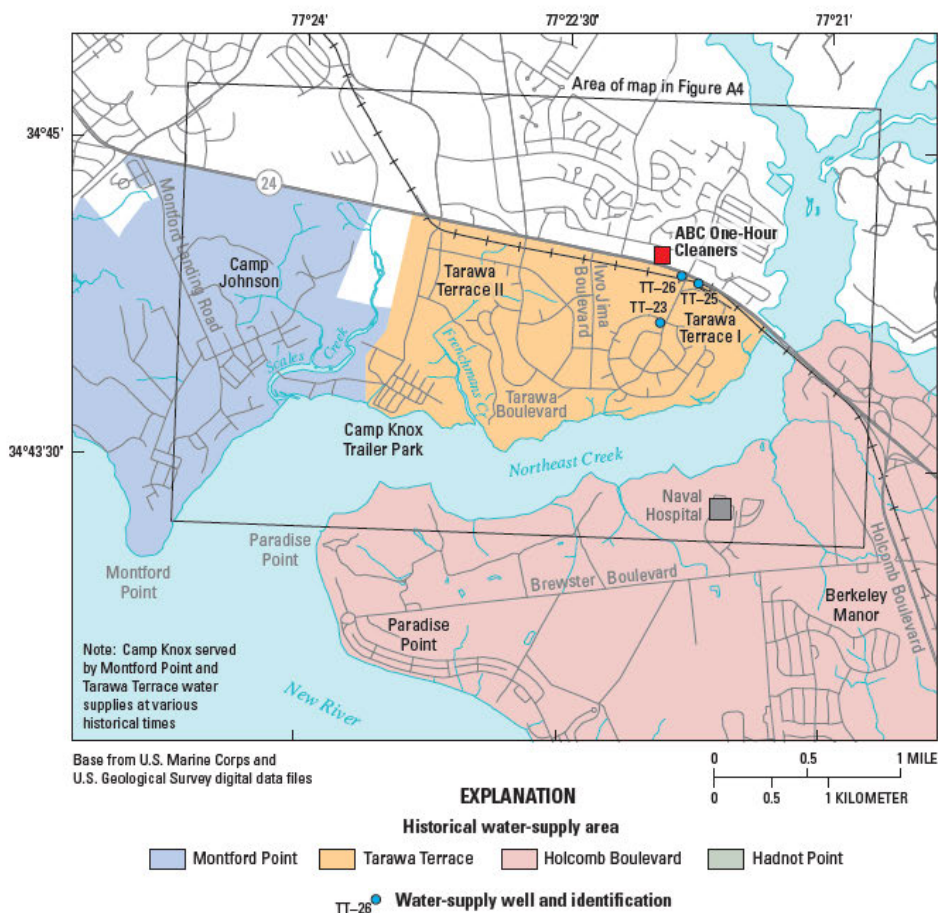 77°24'
77°22'30"
77°21'
Area of map in Figure A4
34°45'
24
Montford Landing Road
ABC One-Hour
Cleaners
Camp
Johnson
Tarawa
Terrace II
Iwo Jima
Boulevard
TT–26
TT–25
TT–23
Tarawa
Terrace I
Scales Creek
Frenchmans Cr
Tarawa
Boulevard
Camp Knox
Trailer Park
34°43'30"
Northeast Creek
Naval
Hospital
Paradise
Point
Montford
Point
Holcomb Boulevard
Brewster Boulevard
Berkeley
Manor
Paradise
Point
Note: Camp Knox served
by Montford Point and
Tarawa Terrace water
supplies at various
historical times
New River
Base from U.S. Marine Corps and
U.S. Geological Survey digital data files
0 0.5 1 MILE
0 0.5 1 KILOMETER
EXPLANATION
Historical water-supply area
Montford Point Tarawa Terrace Holcomb Boulevard Hadnot Point
TT–26 Water-supply well and identification